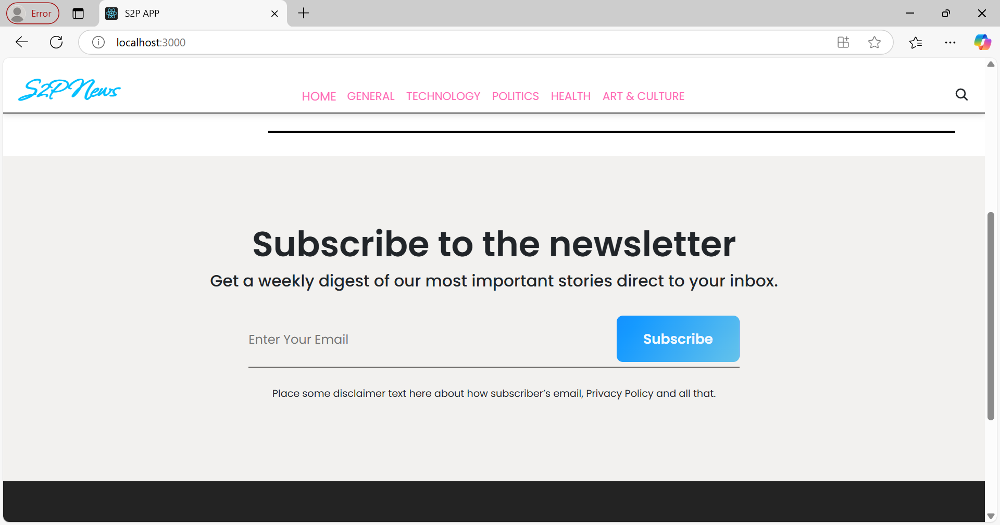 Error
S2P APP
localhost:3000
S2PNews
HOME GENERAL TECHNOLOGY POLITICS HEALTH ART & CULTURE
Subscribe to the newsletter
Get a weekly digest of our most important stories direct to your inbox.
Enter Your Email
Subscribe
Place some disclaimer text here about how subscriber’s email, Privacy Policy and all that.